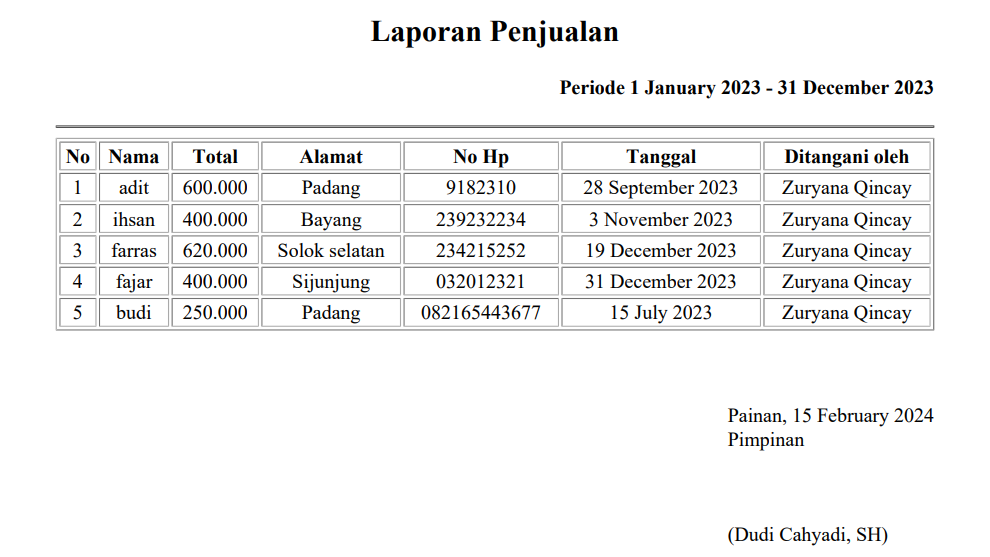 Laporan Penjualan
Periode 1 January 2023 - 31 December 2023
No Nama Total Alamat No Hp Tanggal Ditangani oleh
1 adit 600.000 Padang 9182310 28 September 2023 Zuryana Qincay
2 ihsan 400.000 Bayang 239232234 3 November 2023 Zuryana Qincay
3 farras 620.000 Solok selatan 234215252 19 December 2023 Zuryana Qincay
4 fajar 400.000 Sijunjung 032012321 31 December 2023 Zuryana Qincay
5 budi 250.000 Padang 082165443677 15 July 2023 Zuryana Qincay
Painan, 15 February 2024
Pimpinan
(Dudi Cahyadi, SH)